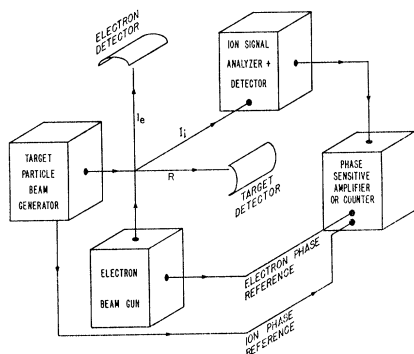 ELECTRON
DETECTOR
ION SIGNAL
ANALYZER +
DETECTOR
Ie
Ii
TARGET
PARTICLE
BEAM
GENERATOR
R
TARGET
DETECTOR
PHASE
SENSITIVE
AMPLIFIER
OR COUNTER
ELECTRON
BEAM GUN
ELECTRON PHASE
REFERENCE
ION PHASE
REFERENCE